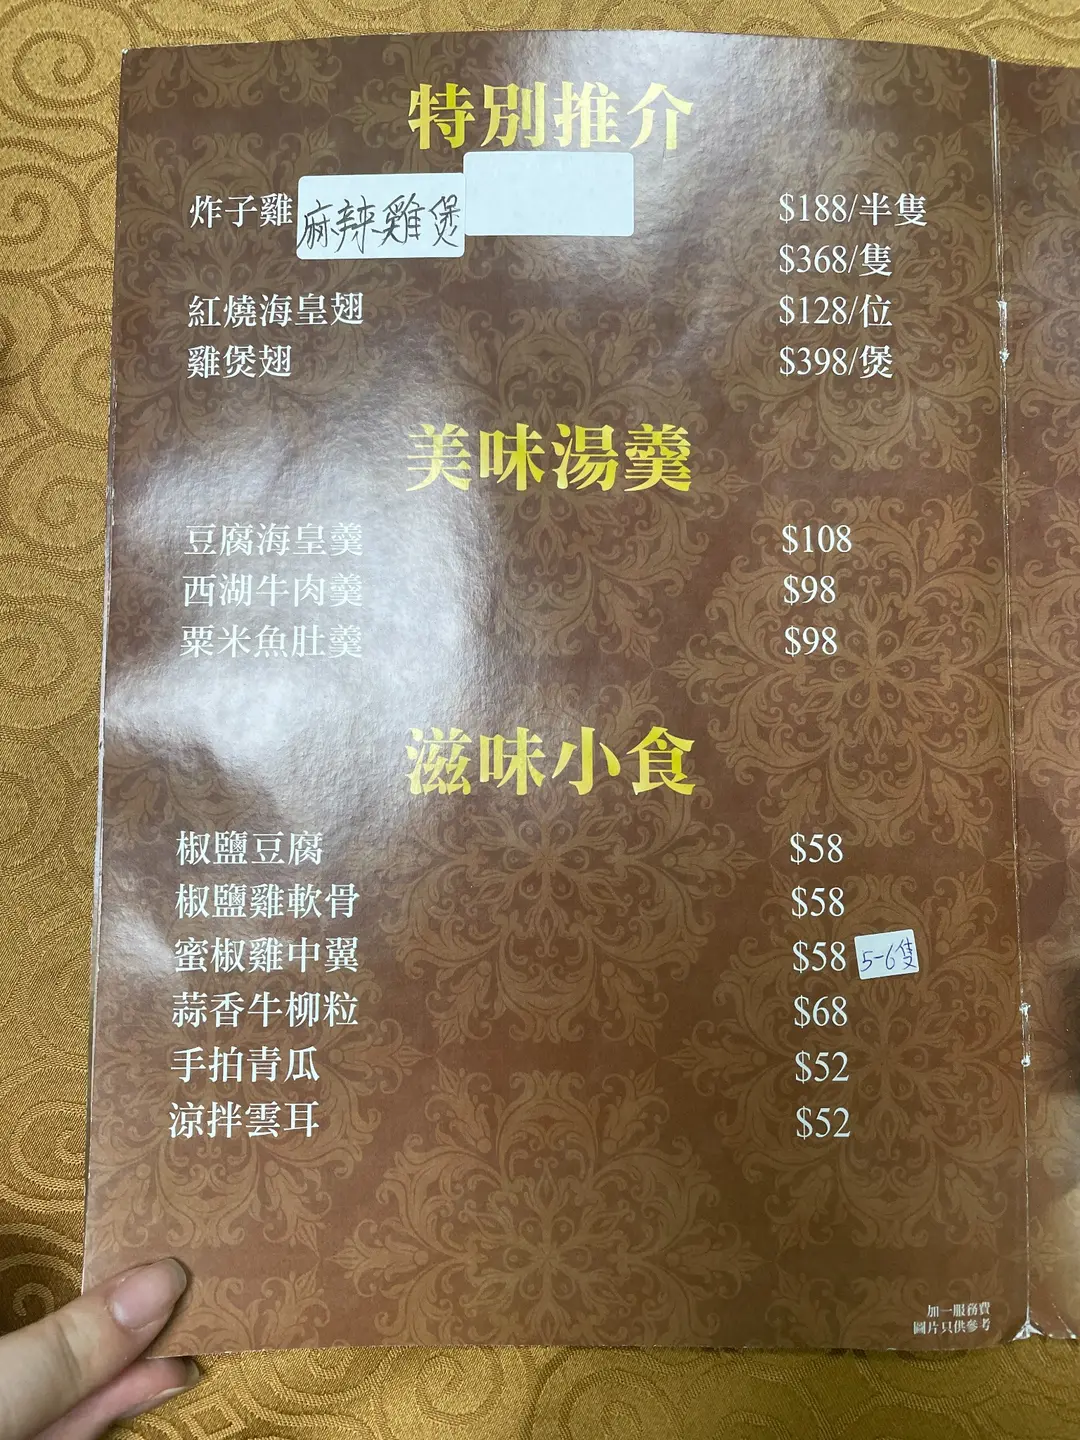 特別推介
炸子雞 麻辣雞煲 $188/半隻
$368/隻
紅燒海皇翅 $128/位
雞煲翅 $398/煲
美味湯羹
豆腐海皇羹 $108
西湖牛肉羹 $98
粟米魚肚羹 $98
滋味小食
椒鹽豆腐 $58
椒鹽雞軟骨 $58
蜜椒雞中翼 $58 5-6隻
蒜香牛柳粒 $68
手拍青瓜 $52
涼拌雲耳 $52
加一服務費
圖片只供參考